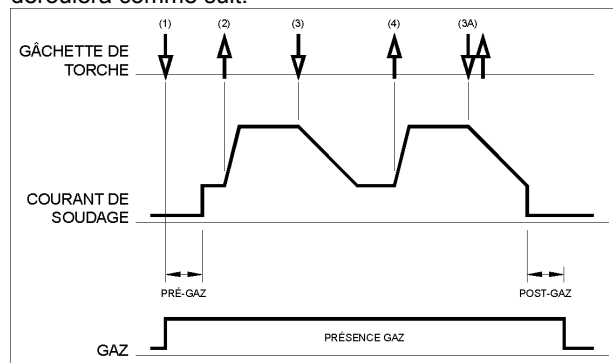 déroulera comme suit:
(1) (2) (3) (4) (3A)
GÂCHETTE DE
TORCHE
COURANT DE
SOUDAGE
PRÉ-GAZ POST-GAZ
PRÉSENCE GAZ
GAZ